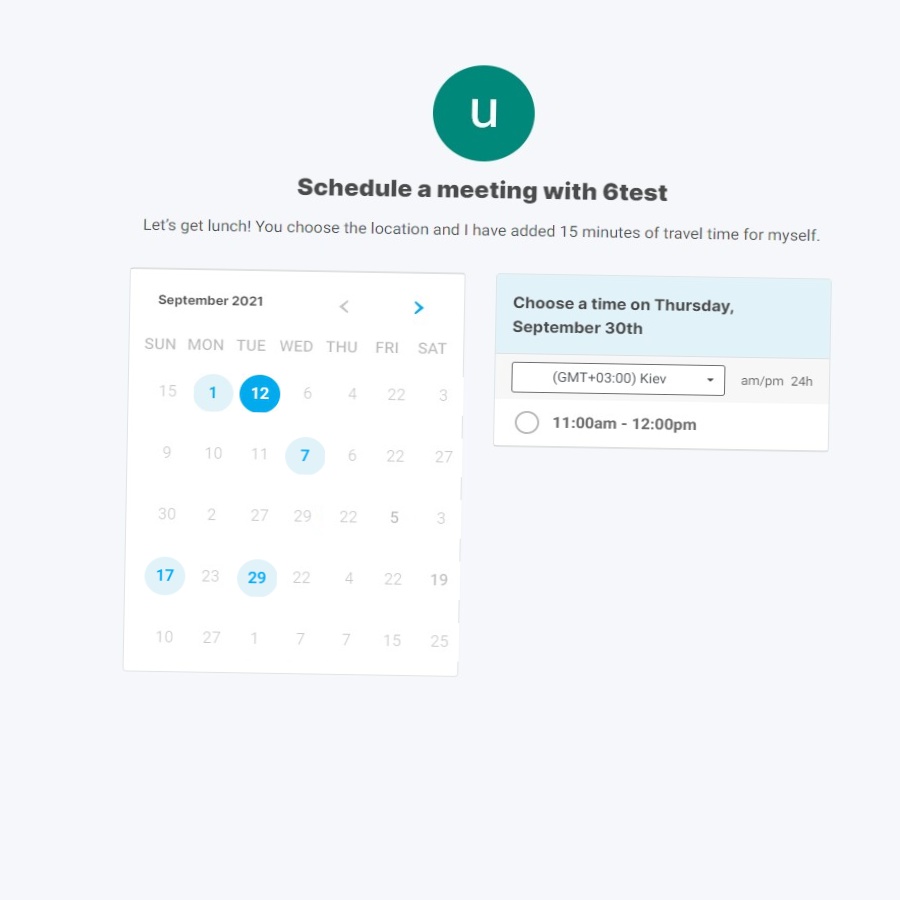 u
Schedule a meeting with 6test
Let's get lunch! You choose the location and I have added 15 minutes of travel time for myself.
September 2021
SUN MON TUE WED THU FRI SAT
15 1 12 6 4 22 3
9 10 11 7 6 22 27
30 2 27 29 22 5 3
17 23 29 22 4 22 19
10 27 1 7 7 15 25
Choose a time on Thursday,
September 30th
(GMT+03:00) Kiev am/pm 24h
11:00am - 12:00pm